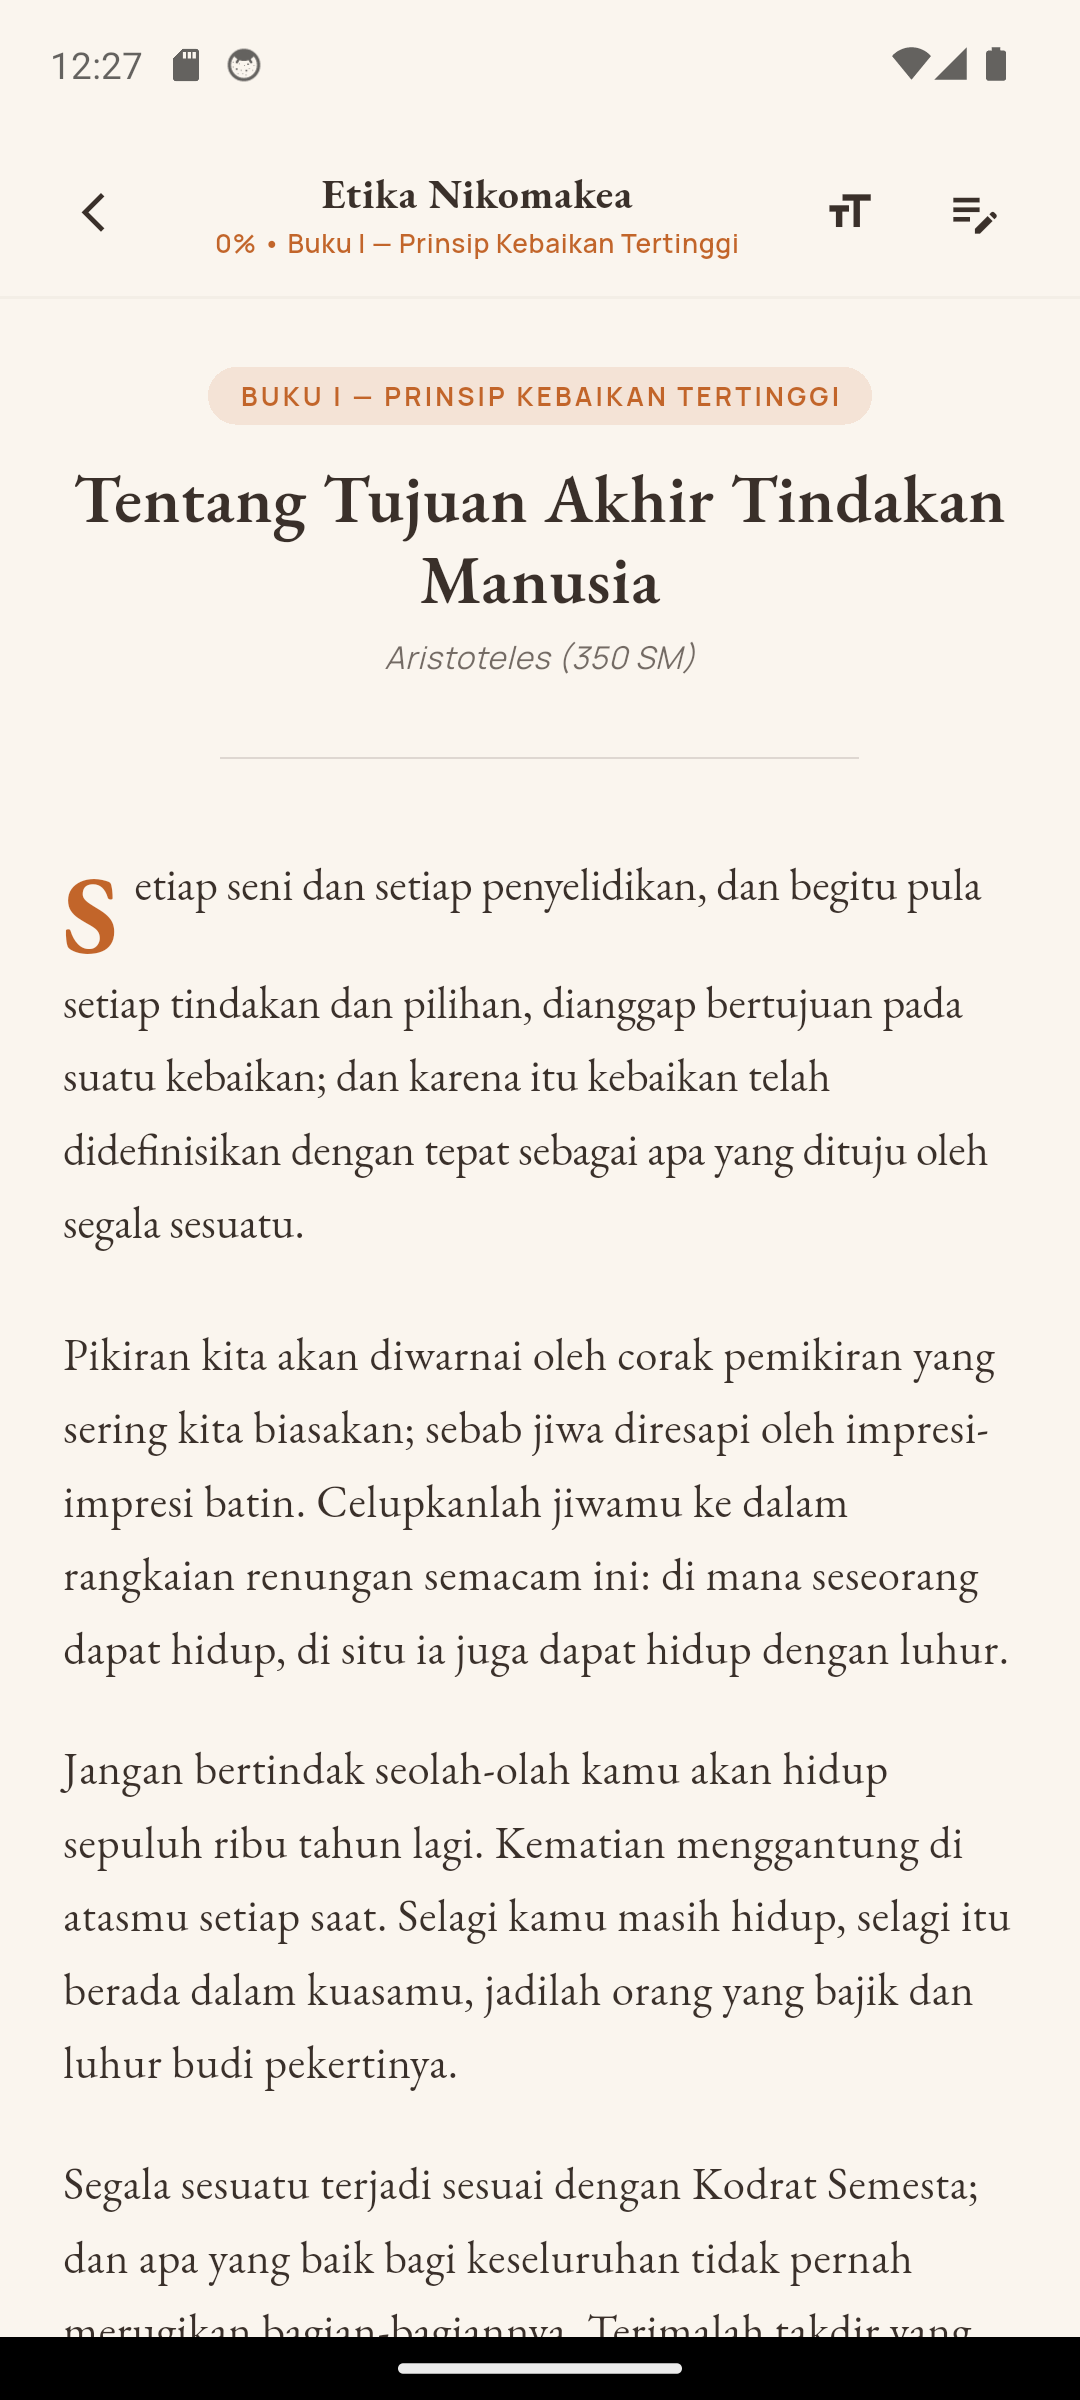 12:27
Etika Nikomakea
0% • Buku I — Prinsip Kebaikan Tertinggi
BUKU I — PRINSIP KEBAIKAN TERTINGGI
Tentang Tujuan Akhir Tindakan
Manusia
Aristoteles (350 SM)
Setiap seni dan setiap penyelidikan, dan begitu pula
setiap tindakan dan pilihan, dianggap bertujuan pada
suatu kebaikan; dan karena itu kebaikan telah
didefinisikan dengan tepat sebagai apa yang dituju oleh
segala sesuatu.
Pikiran kita akan diwarnai oleh corak pemikiran yang
sering kita biasakan; sebab jiwa diresapi oleh impresi-
impresi batin. Celupkanlah jiwamu ke dalam
rangkaian renungan semacam ini: di mana seseorang
dapat hidup, di situ ia juga dapat hidup dengan luhur.
Jangan bertindak seolah-olah kamu akan hidup
sepuluh ribu tahun lagi. Kematian menggantung di
atasmu setiap saat. Selagi kamu masih hidup, selagi itu
berada dalam kuasamu, jadilah orang yang bajik dan
luhur budi pekertinya.
Segala sesuatu terjadi sesuai dengan Kodrat Semesta;
dan apa yang baik bagi keseluruhan tidak pernah
merugikan bagian-bagiannya. Terimalah takdir yang